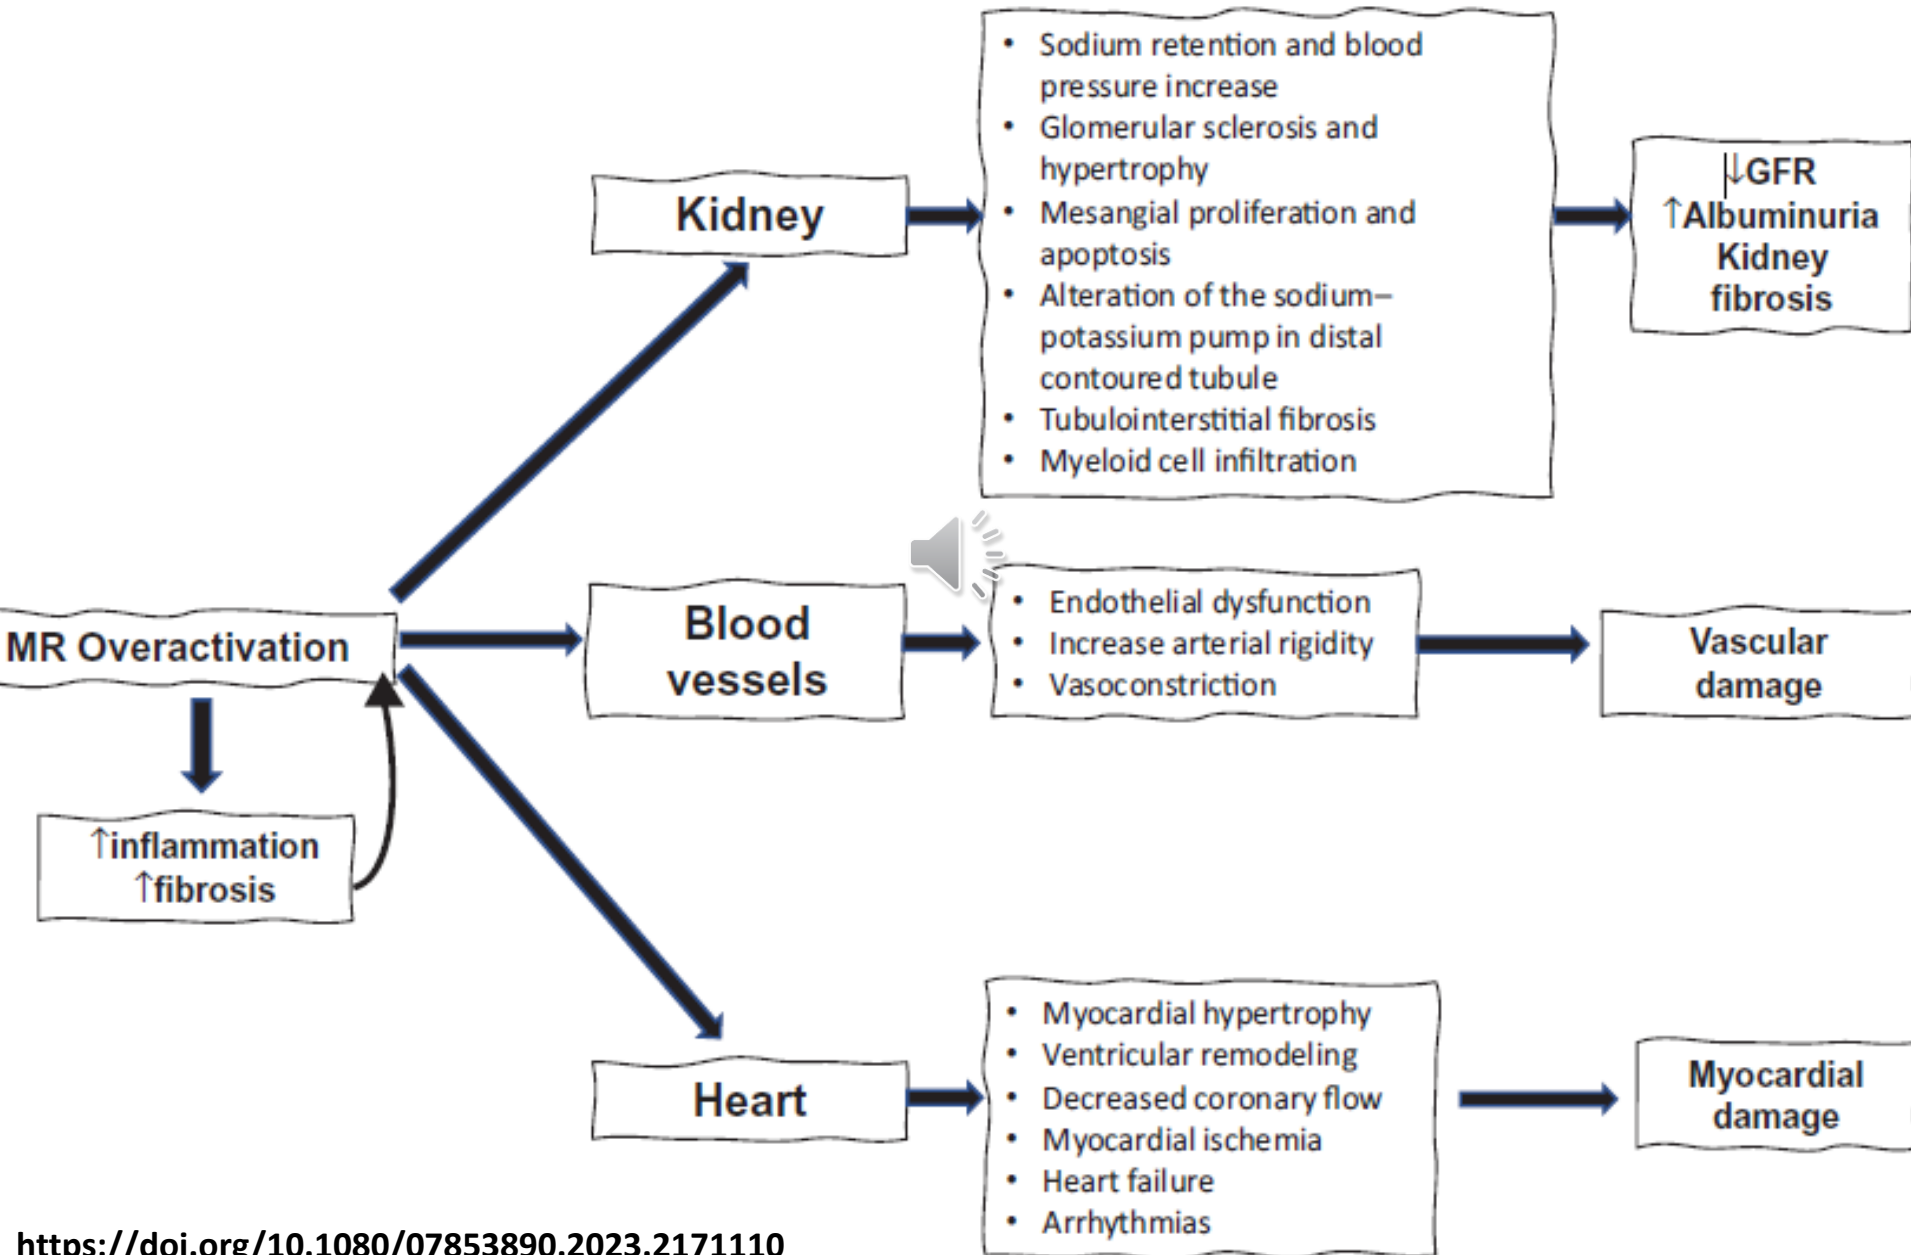 • Sodium retention and blood
pressure increase
• Glomerular sclerosis and
hypertrophy
• Mesangial proliferation and
apoptosis
• Alteration of the sodium–
potassium pump in distal
contoured tubule
• Tubulointerstitial fibrosis
• Myeloid cell infiltration
Kidney
↓GFR
↑Albuminuria
Kidney
fibrosis
MR Overactivation
Blood
vessels
• Endothelial dysfunction
• Increase arterial rigidity
• Vasoconstriction
Vascular
damage
↑inflammation
↑fibrosis
Heart
• Myocardial hypertrophy
• Ventricular remodeling
• Decreased coronary flow
• Myocardial ischemia
• Heart failure
• Arrhythmias
Myocardial
damage
https://doi.org/10.1080/07853890.2023.2171110